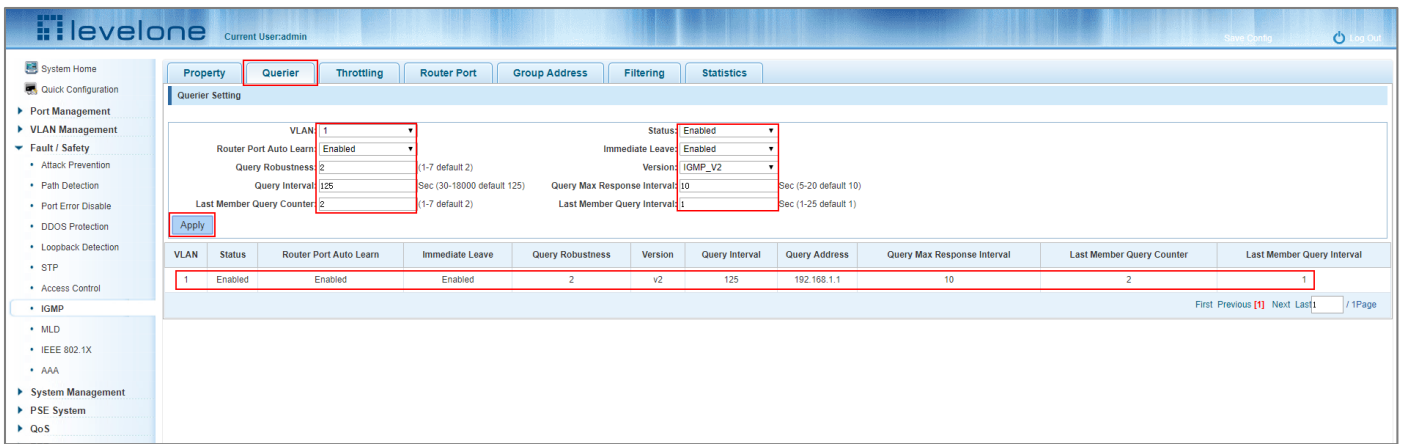 levelone Current User:admin Save Config Log Out
System Home
Quick Configuration
Port Management
VLAN Management
Fault / Safety
Attack Prevention
Path Detection
Port Error Disable
DDOS Protection
Loopback Detection
STP
Access Control
IGMP
MLD
IEEE 802.1X
AAA
System Management
PSE System
QoS
Property Querier Throttling Router Port Group Address Filtering Statistics
Querier Setting
VLAN: 1 Status: Enabled
Router Port Auto Learn: Enabled Immediate Leave: Enabled
Query Robustness: 2 (1-7 default 2) Version: IGMP_V2
Query Interval: 125 Sec (30-18000 default 125) Query Max Response Interval: 10 Sec (5-20 default 10)
Last Member Query Counter: 2 (1-7 default 2) Last Member Query Interval: 1 Sec (1-25 default 1)
Apply
VLAN Status Router Port Auto Learn Immediate Leave Query Robustness Version Query Interval Query Address Query Max Response Interval Last Member Query Counter Last Member Query Interval
1 Enabled Enabled Enabled 2 v2 125 192.168.1.1 10 2 1
First Previous [1] Next Last 1 / 1Page